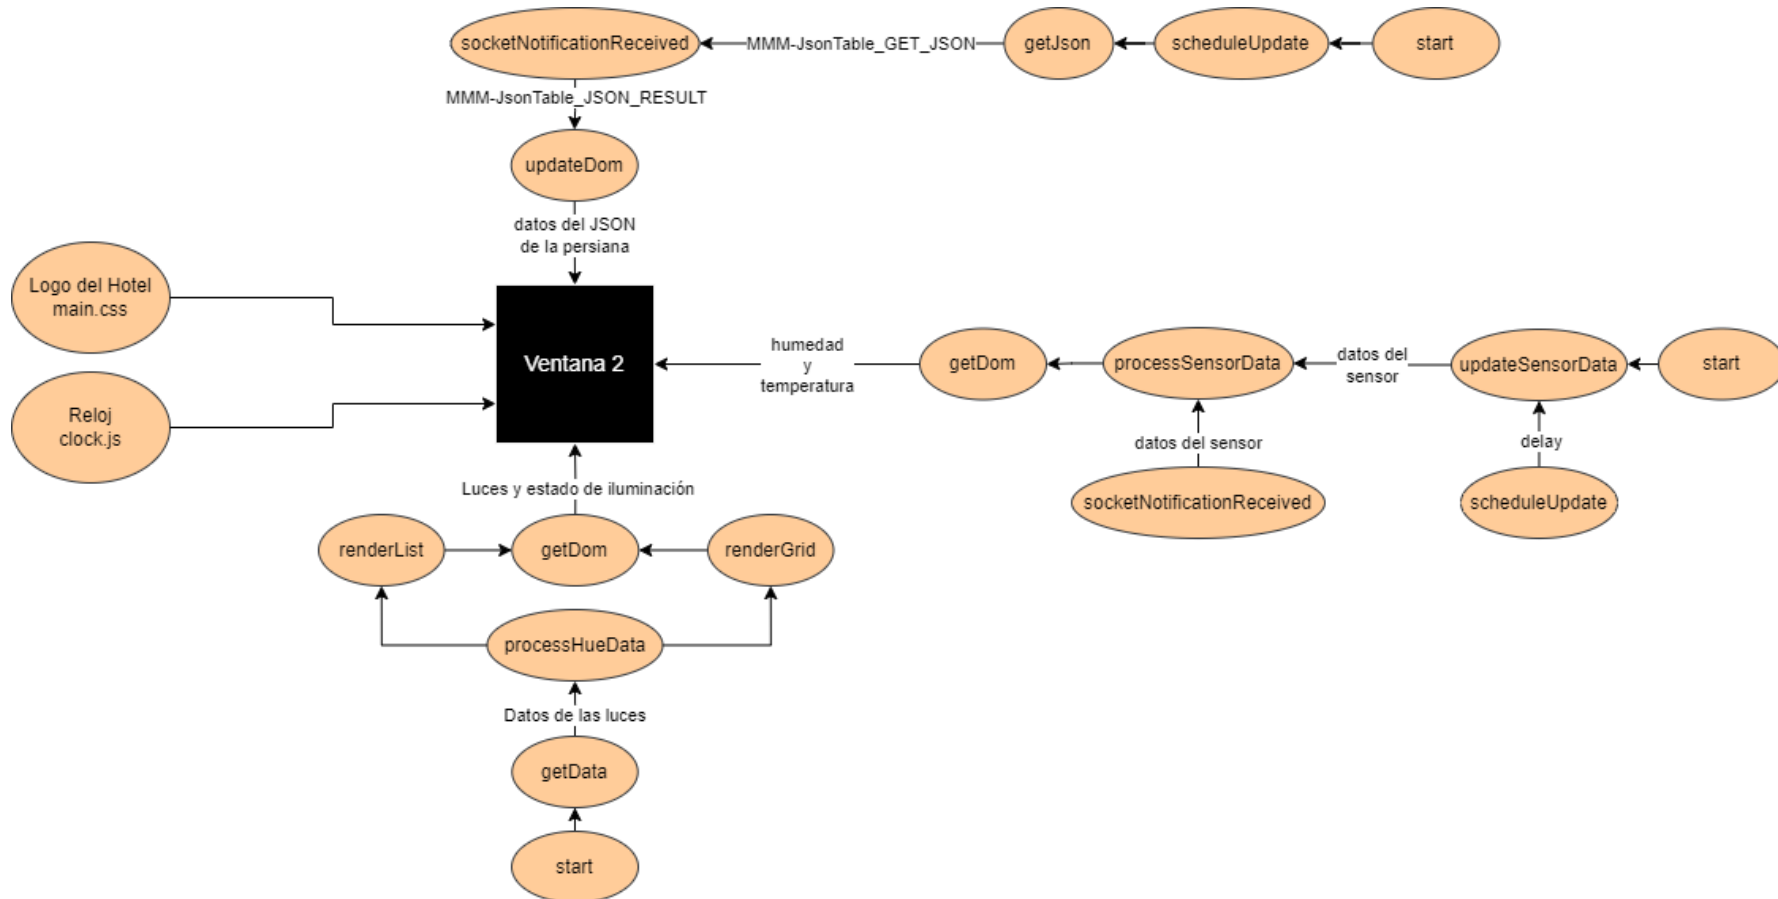 socketNotificationReceived
MMM-JsonTable_GET_JSON
getJson
scheduleUpdate
start
MMM-JsonTable_JSON_RESULT
updateDom
datos del JSON
de la persiana
Logo del Hotel
main.css
Reloj
clock.js
Ventana 2
humedad
y
temperatura
getDom
processSensorData
datos del
sensor
updateSensorData
start
datos del sensor
delay
socketNotificationReceived
scheduleUpdate
Luces y estado de iluminación
renderList
getDom
renderGrid
processHueData
Datos de las luces
getData
start